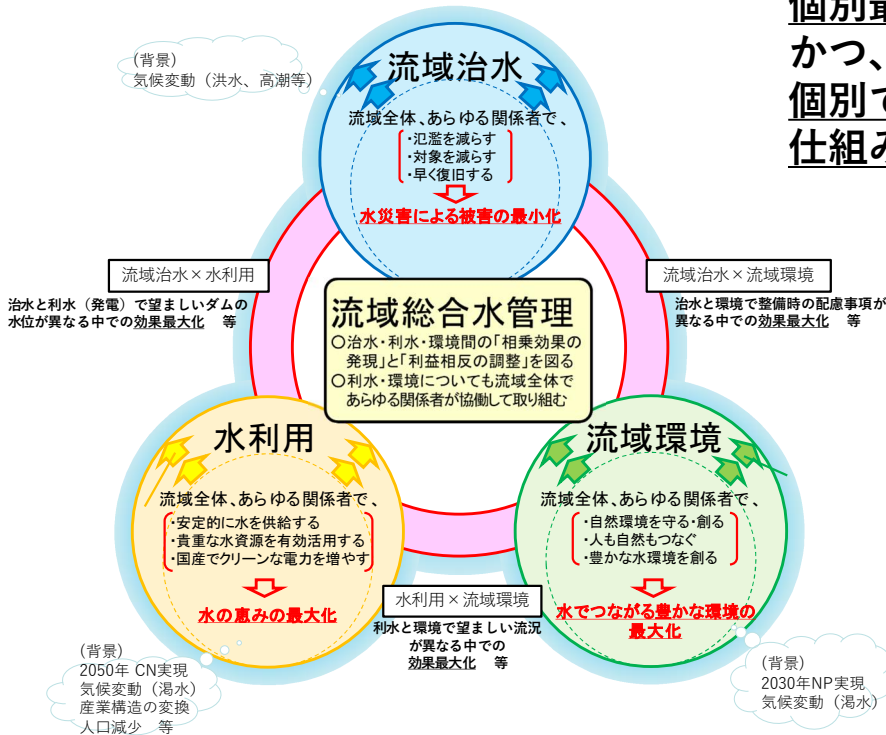 個別最
かつ、
個別で
仕組み
(背景)
気候変動（洪水、高潮等）
流域治水
流域全体、あらゆる関係者で、
・氾濫を減らす
・対象を減らす
・早く復旧する
水災害による被害の最小化
流域治水×水利用
治水と利水（発電）で望ましいダムの
水位が異なる中での効果最大化　等
流域治水×流域環境
治水と環境で整備時の配慮事項が
異なる中での効果最大化　等
流域総合水管理
〇治水・利水・環境間の「相乗効果の
発現」と「利益相反の調整」を図る
〇利水・環境についても流域全体で
あらゆる関係者が協働して取り組む
水利用
流域全体、あらゆる関係者で、
・安定的に水を供給する
・貴重な水資源を有効活用する
・国産でクリーンな電力を増やす
水の恵みの最大化
流域環境
流域全体、あらゆる関係者で、
・自然環境を守る・創る
・人も自然もつなぐ
・豊かな水環境を創る
水でつながる豊かな環境の
最大化
水利用×流域環境
利水と環境で望ましい流況
が異なる中での
効果最大化　等
(背景)
2050年 CN実現
気候変動（渇水）
産業構造の変換
人口減少　等
(背景)
2030年NP実現
気候変動（渇水）